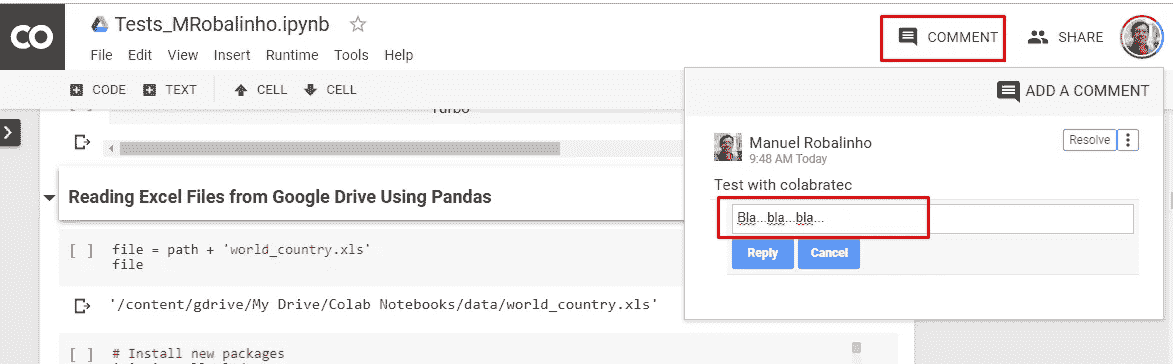 CO
Tests_MRobalinho.ipynb
COMMENT
SHARE
File Edit View Insert Runtime Tools Help
CODE TEXT CELL CELL
ADD A COMMENT
Turbo
Manuel Robalinho
9:48 AM Today
Resolve
Test with colabratec
Bla...bla...bla...
Reply Cancel
Reading Excel Files from Google Drive Using Pandas
[ ] file = path + 'world_country.xls'
file
'/content/gdrive/My Drive/Colab Notebooks/data/world_country.xls'
[ ] # Install new packages